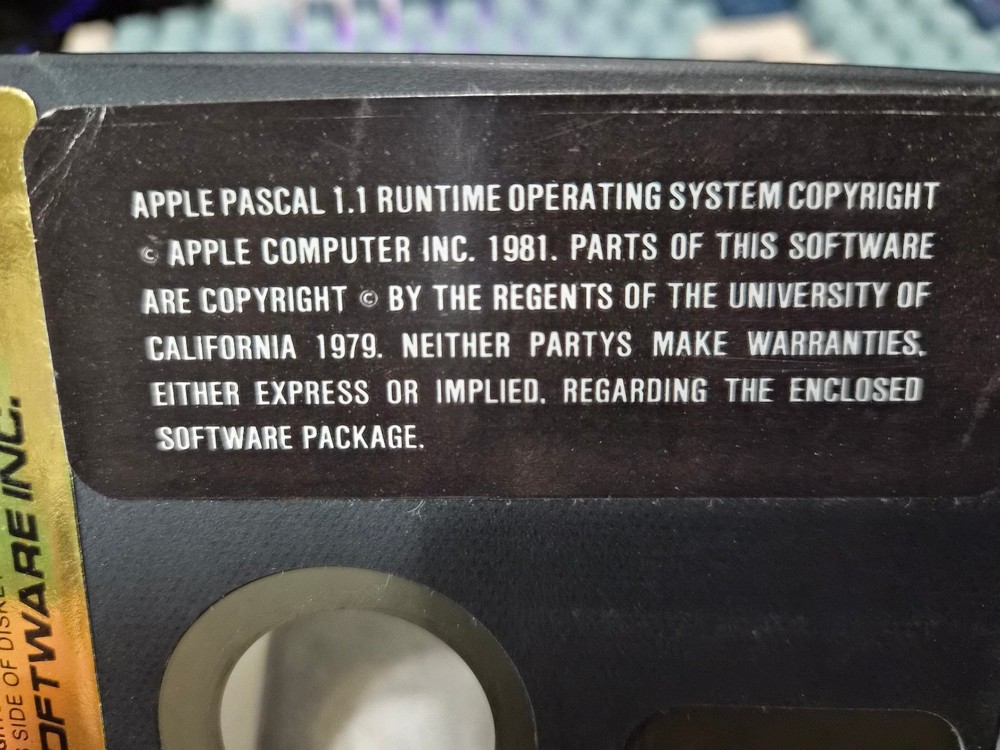 APPLE PASCAL 1.1 RUNTIME OPERATING SYSTEM COPYRIGHT
© APPLE COMPUTER INC. 1981. PARTS OF THIS SOFTWARE
ARE COPYRIGHT © BY THE REGENTS OF THE UNIVERSITY OF
CALIFORNIA 1979. NEITHER PARTYS MAKE WARRANTIES,
EITHER EXPRESS OR IMPLIED, REGARDING THE ENCLOSED
SOFTWARE PACKAGE.
SIDE OF
INC.